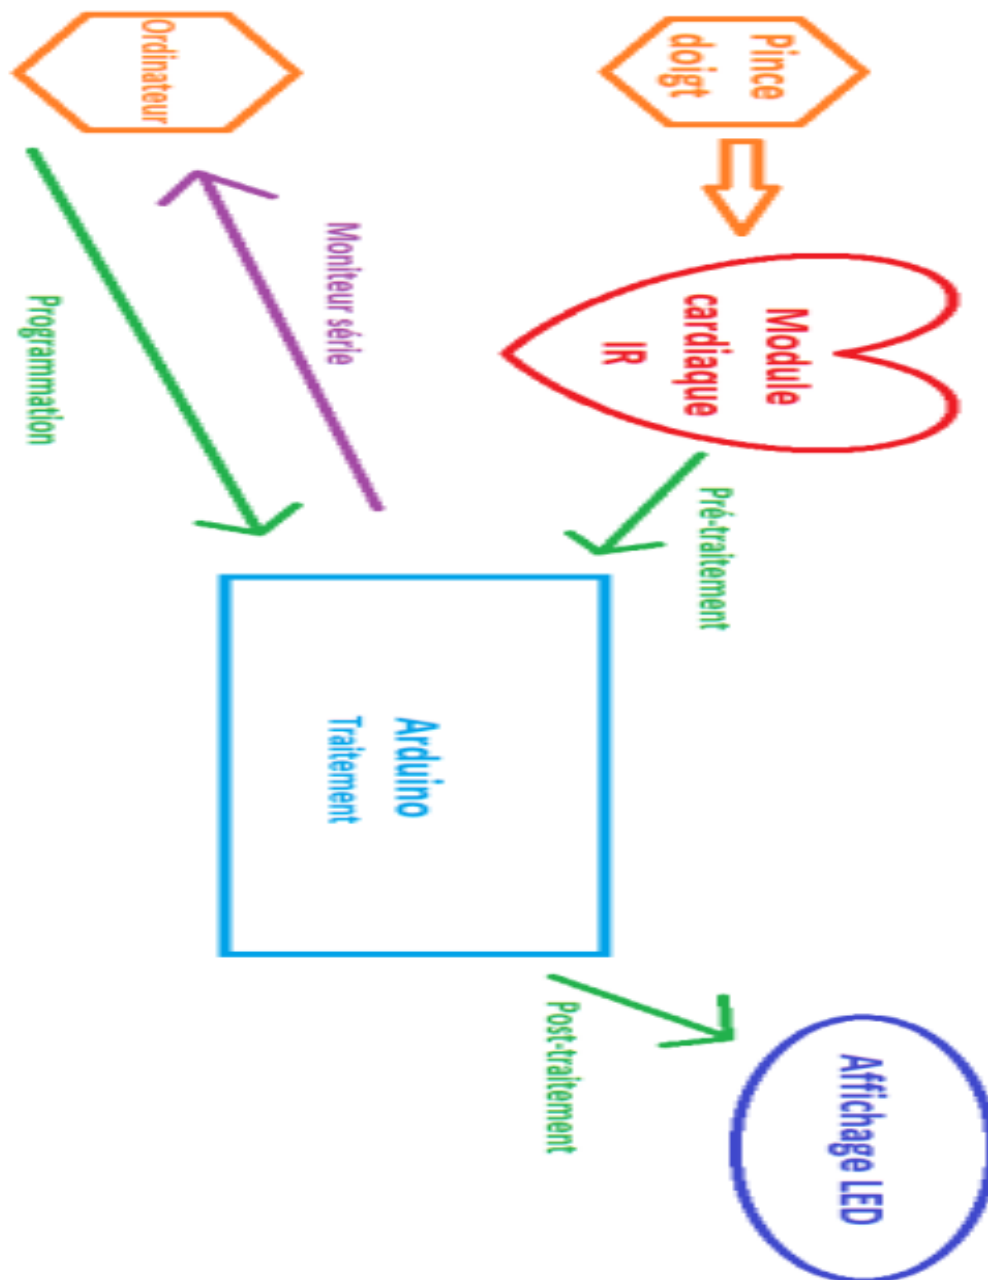 Pince
doigt
Module
cardiaque
IR
Pré-traitement
Affichage LED
Post-traitement
Arduino
Traitement
Moniteur série
Ordinateur
Programmation